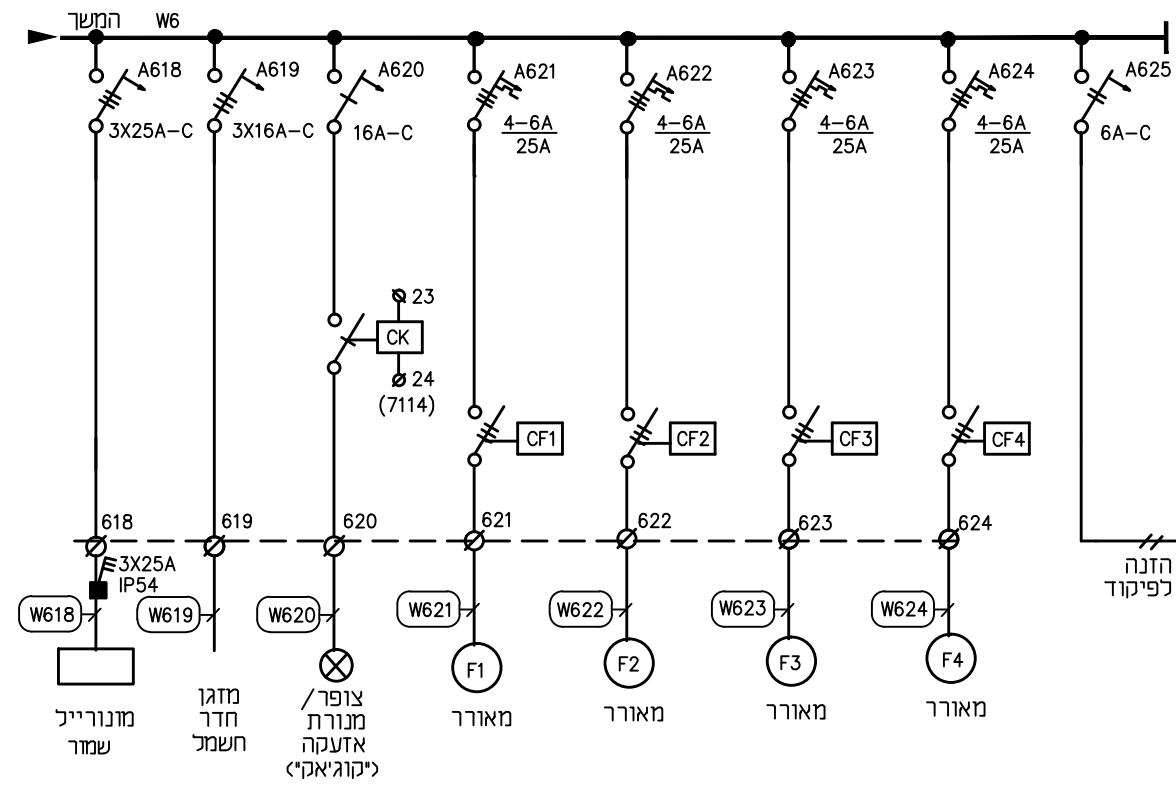 המשך W6
A618
A619
A620
A621
A622
A623
A624
A625
3X25A-C
3X16A-C
16A-C
4-6A
25A
4-6A
25A
4-6A
25A
4-6A
25A
6A-C
23
CK
24
(7114)
CF1
CF2
CF3
CF4
618
619
620
621
622
623
624
3X25A
IP54
הזנה
לפיקוד
W618
W619
W620
W621
W622
W623
W624
F1
F2
F3
F4
מונורייל
שמור
מזגן
חדר
חשמל
צופר/
מנורת
אזעקה
("קוגיאק")
מאורר
מאורר
מאורר
מאורר